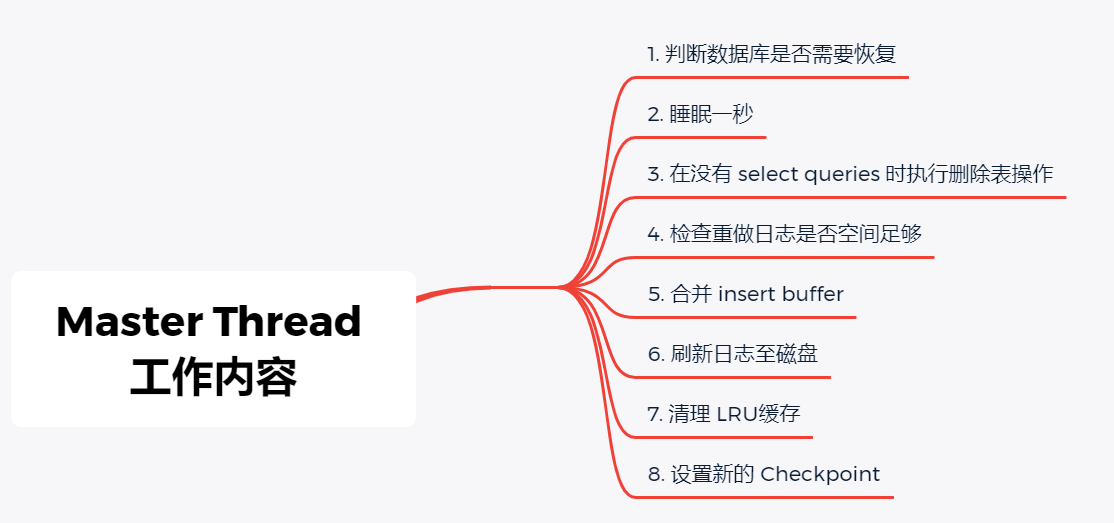 Master Thread
工作内容
1. 判断数据库是否需要恢复
2. 睡眠一秒
3. 在没有 select queries 时执行删除表操作
4. 检查重做日志是否空间足够
5. 合并 insert buffer
6. 刷新日志至磁盘
7. 清理 LRU缓存
8. 设置新的 Checkpoint